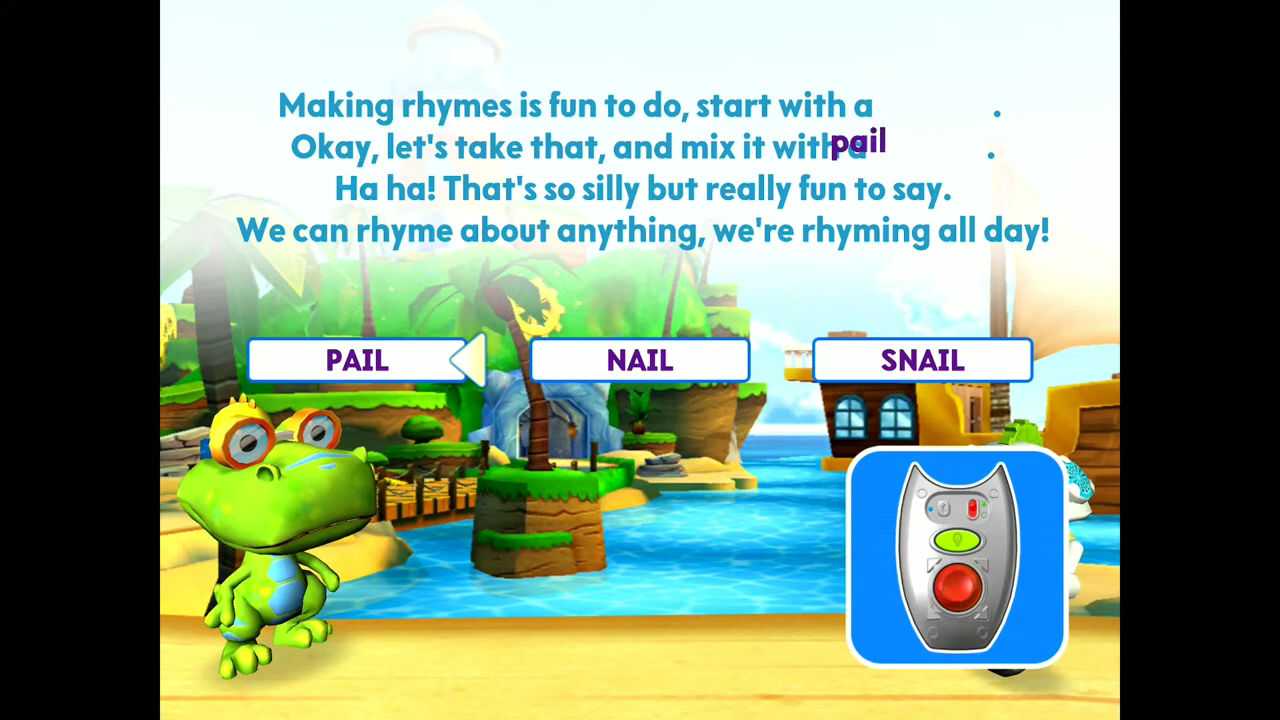 Making rhymes is fun to do, start with a .
Okay, let's take that, and mix it with a .
pail
Ha ha! That's so silly but really fun to say.
We can rhyme about anything, we're rhyming all day!
PAIL NAIL SNAIL